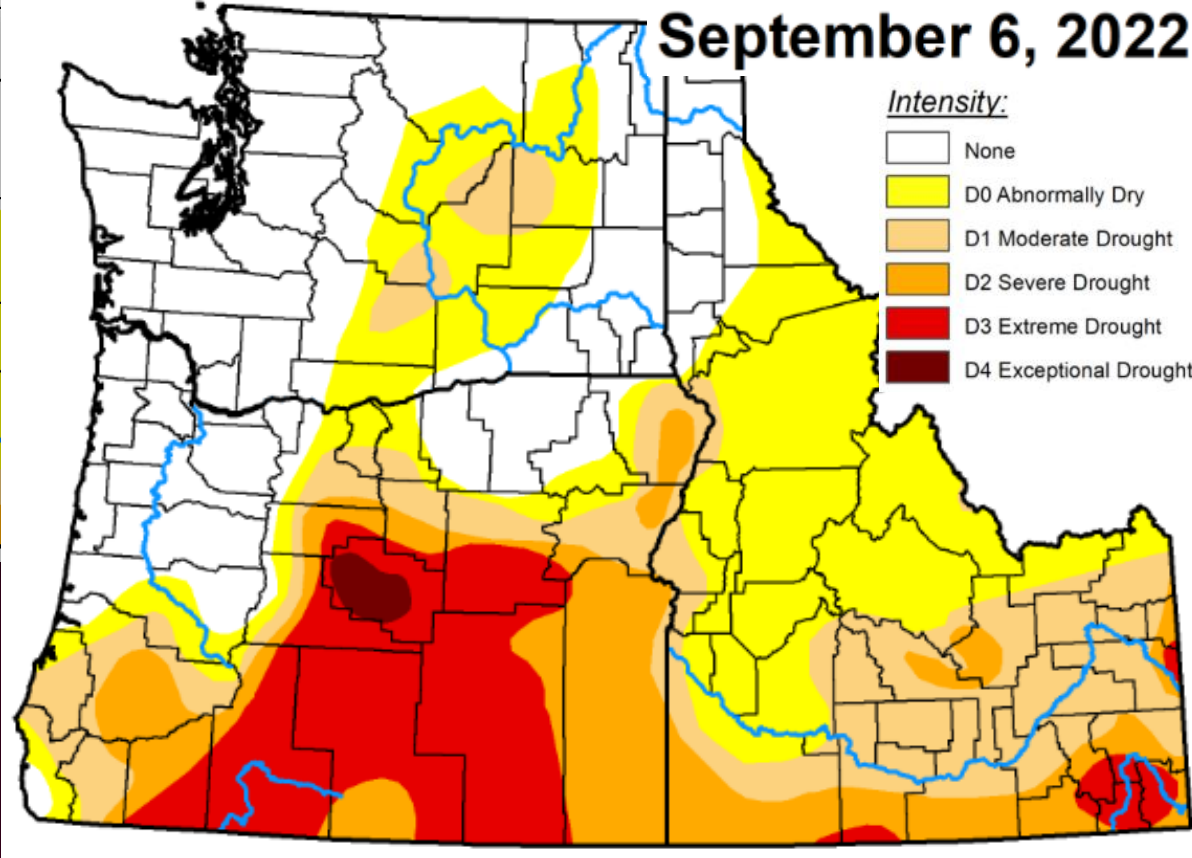 September 6, 2022
Intensity:
None
D0 Abnormally Dry
D1 Moderate Drought
D2 Severe Drought
D3 Extreme Drought
D4 Exceptional Drought